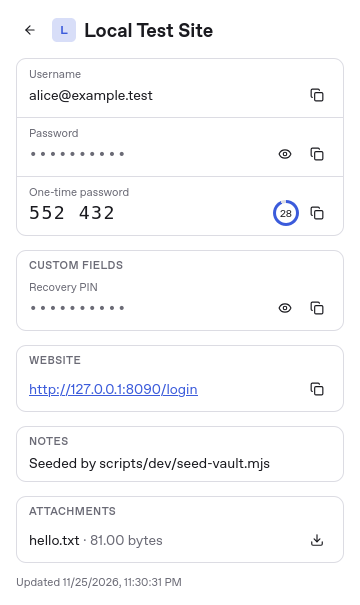 L Local Test Site
Username
alice@example.test
Password
••••••••••
One-time password
552 432
28
CUSTOM FIELDS
Recovery PIN
••••••••••
WEBSITE
http://127.0.0.1:8090/login
NOTES
Seeded by scripts/dev/seed-vault.mjs
ATTACHMENTS
hello.txt · 81.00 bytes
Updated 11/25/2026, 11:30:31 PM